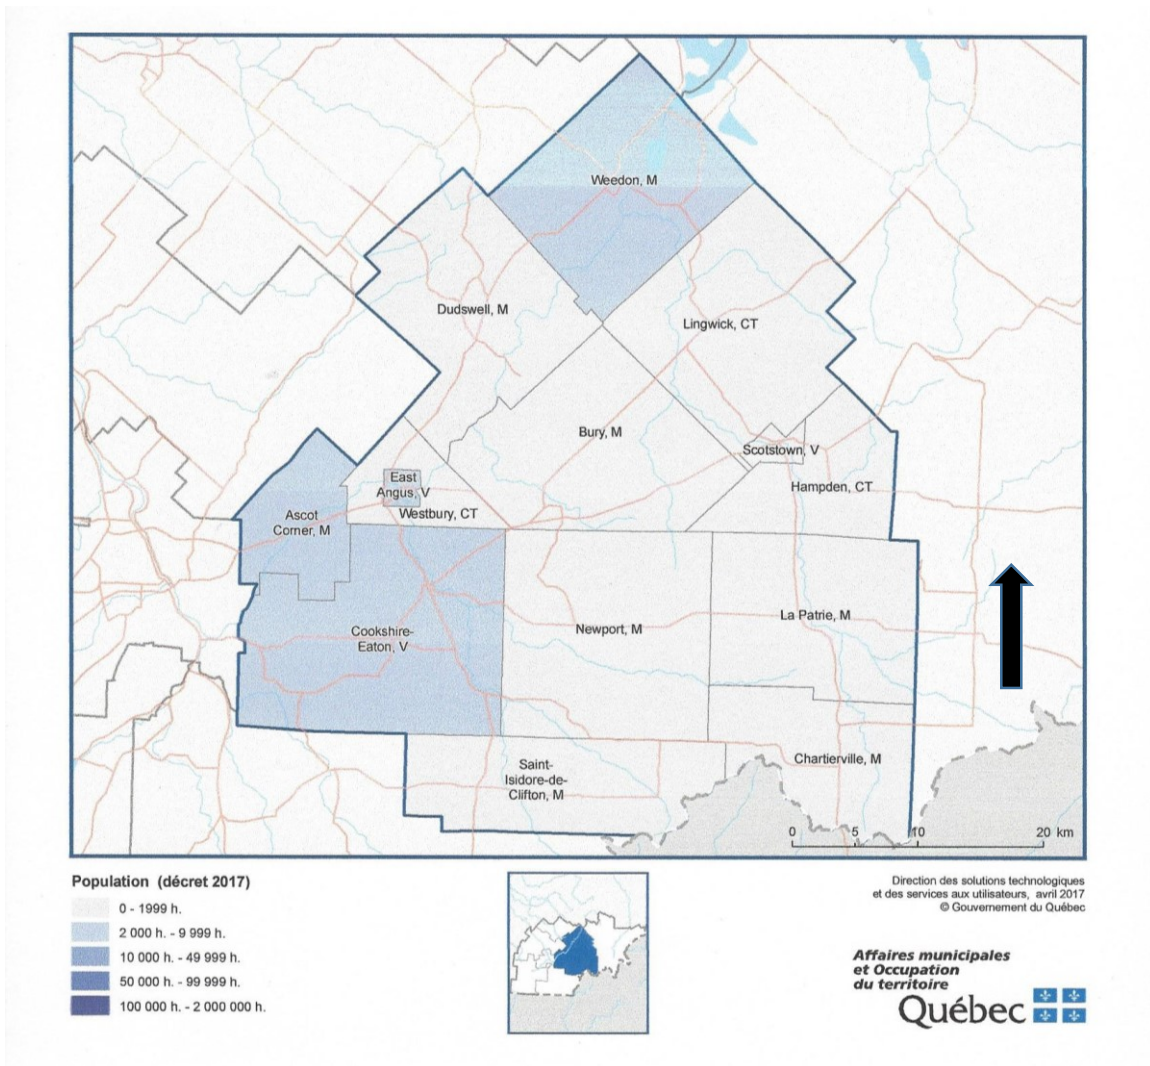 Weedon, M
Dudswell, M
Lingwick, CT
Bury, M
Scotstown, V
East
Angus, V
Hampden, CT
Westbury, CT
Ascot
Corner, M
La Patrie, M
Newport, M
Cookshire-
Eaton, V
Chartierville, M
Saint-
Isidore-de-
Clifton, M
0 5 10 20 km
Population (décret 2017)
0 - 1999 h.
2 000 h. - 9 999 h.
10 000 h. - 49 999 h.
50 000 h. - 99 999 h.
100 000 h. - 2 000 000 h.
Direction des solutions technologiques
et des services aux utilisateurs, avril 2017
© Gouvernement du Québec
Affaires municipales
et Occupation
du territoire
Québec